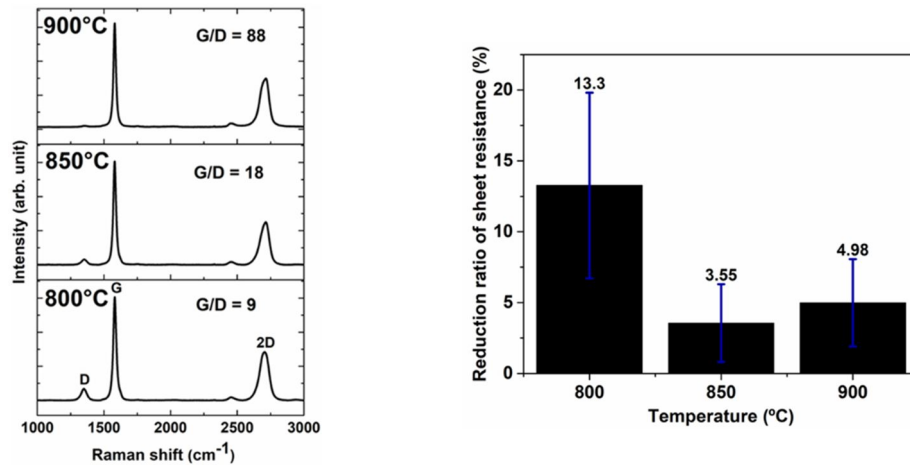 900°C
G/D = 88
850°C
G/D = 18
800°C
G
G/D = 9
D
2D
1000 1500 2000 2500 3000
Raman shift (cm-1)
Intensity (arb. unit)
Reduction ratio of sheet resistance (%)
20
15
10
5
0
13.3
3.55
4.98
800 850 900
Temperature (ºC)